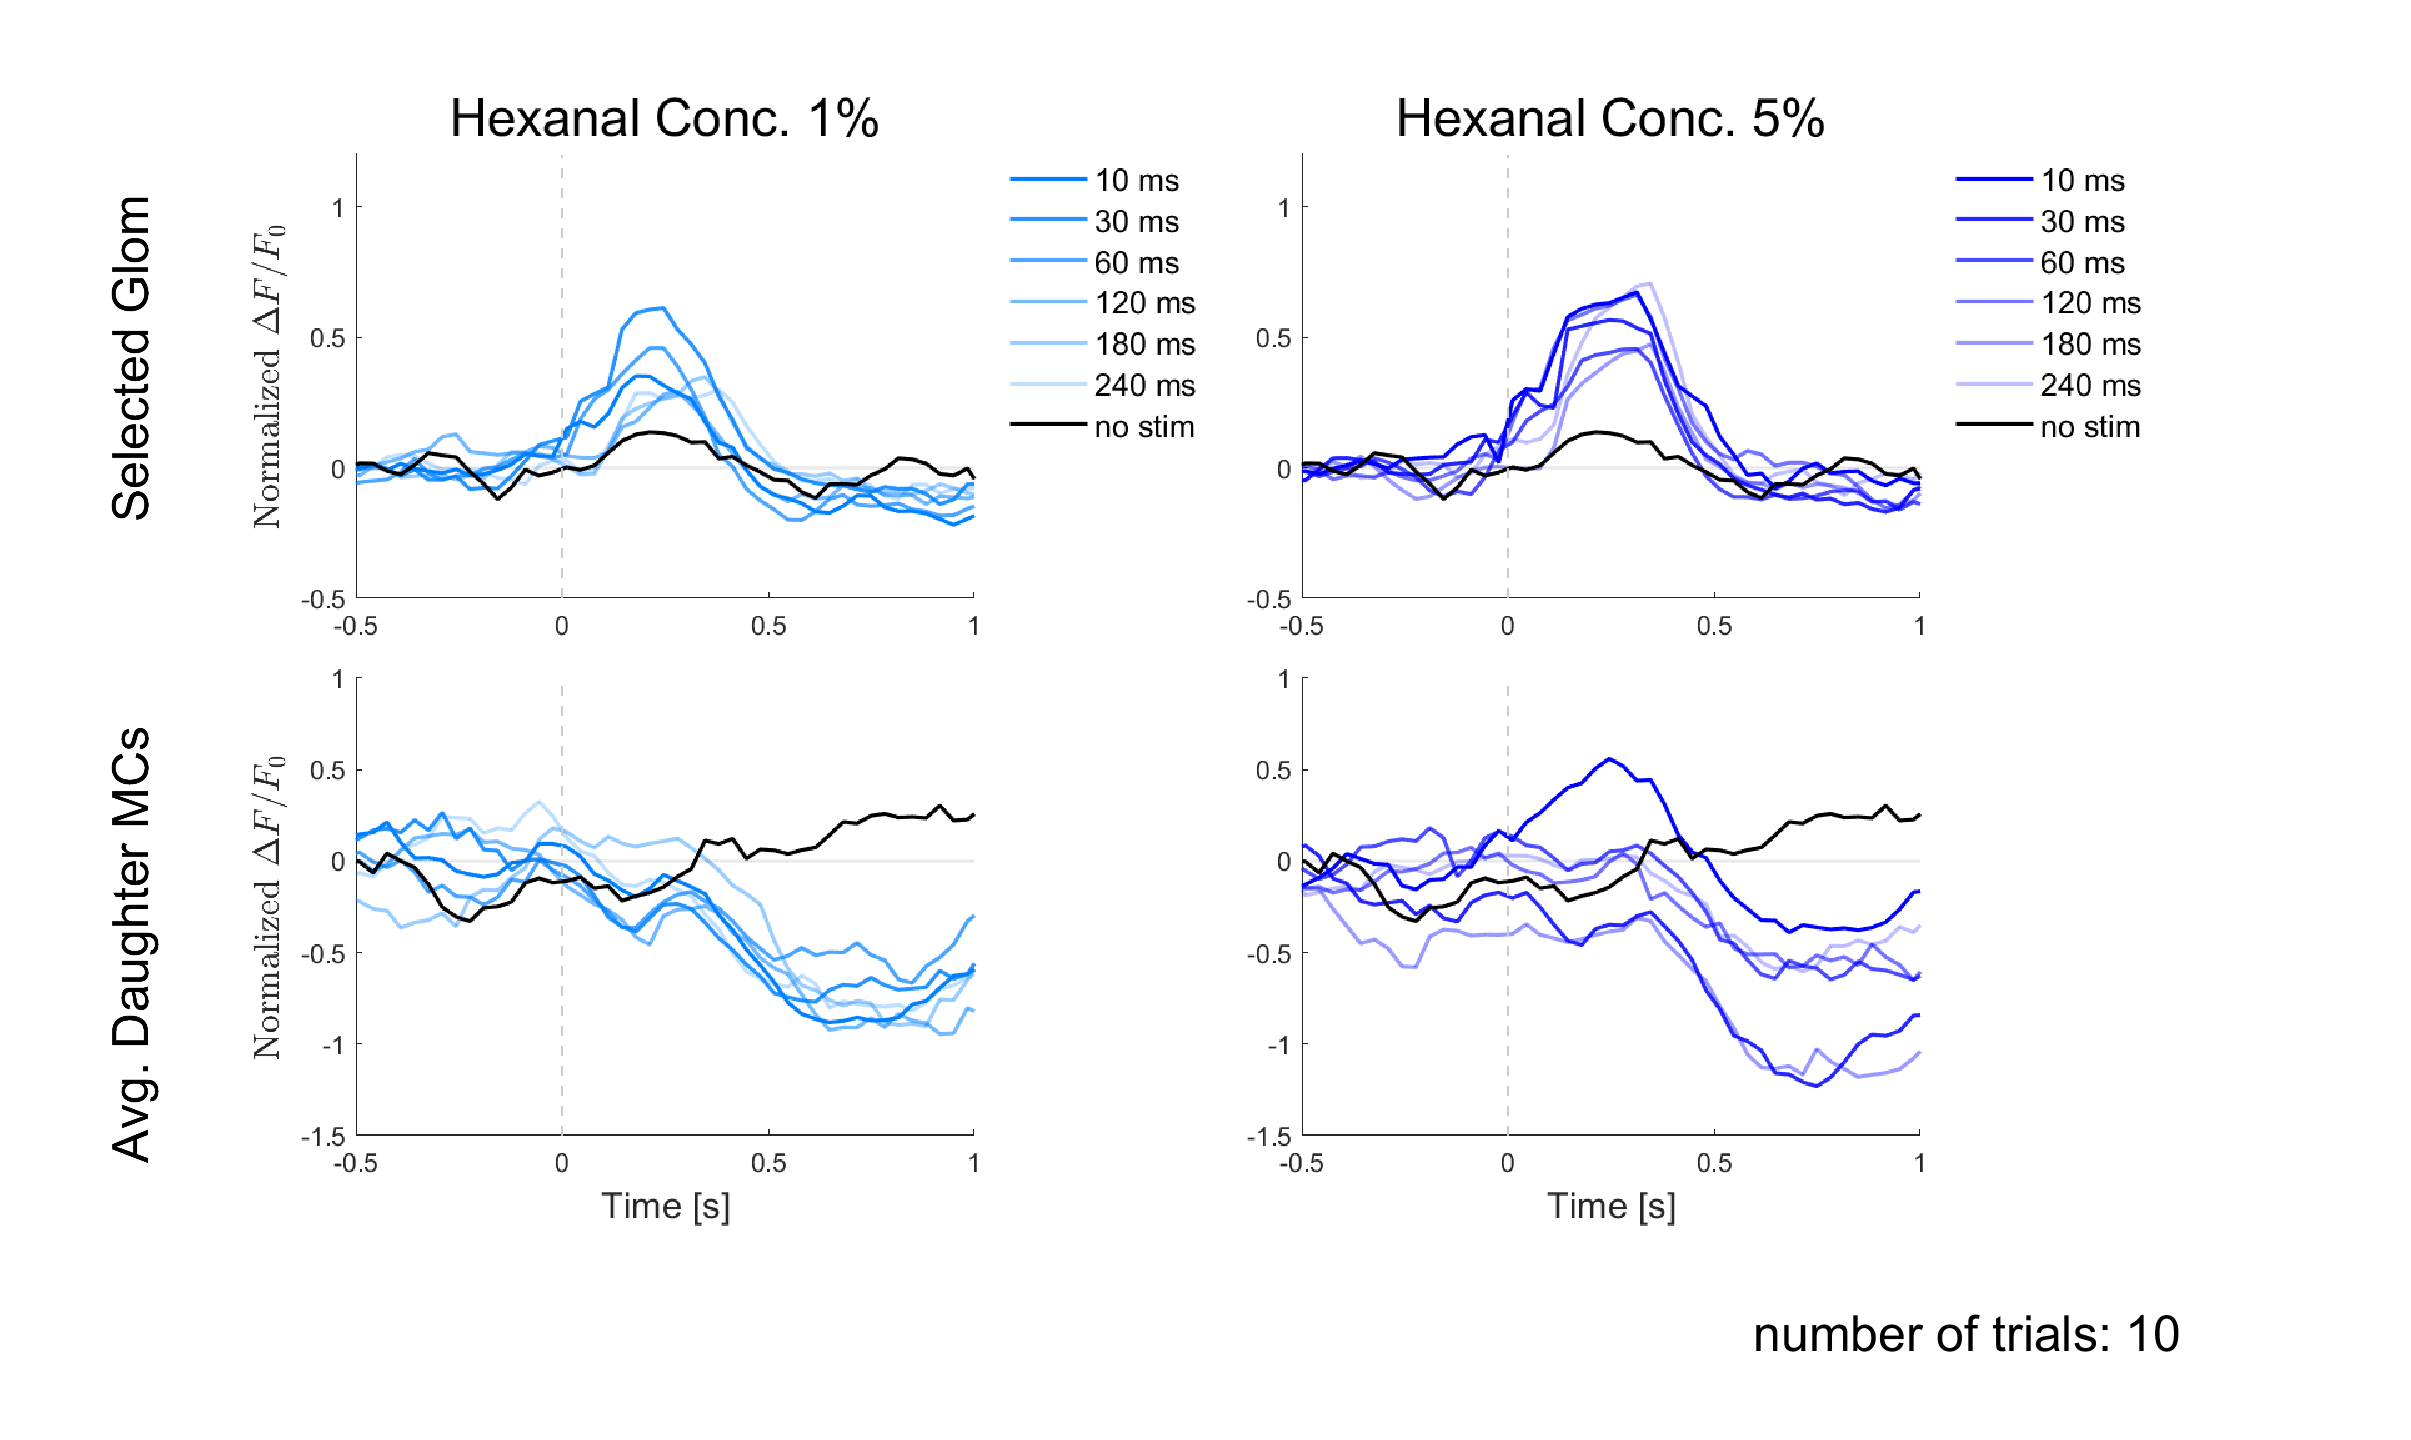 Hexanal Conc. 1%
Hexanal Conc. 5%
Selected Glom
Normalized ΔF/F₀
1
0.5
0
-0.5
-0.5
0
0.5
1
10 ms
30 ms
60 ms
120 ms
180 ms
240 ms
no stim
1
0.5
0
-0.5
-0.5
0
0.5
1
10 ms
30 ms
60 ms
120 ms
180 ms
240 ms
no stim
Avg. Daughter MCs
Normalized ΔF/F₀
1
0.5
0
-0.5
-1
-1.5
-0.5
0
0.5
1
Time [s]
1
0.5
0
-0.5
-1
-1.5
-0.5
0
0.5
1
Time [s]
number of trials: 10